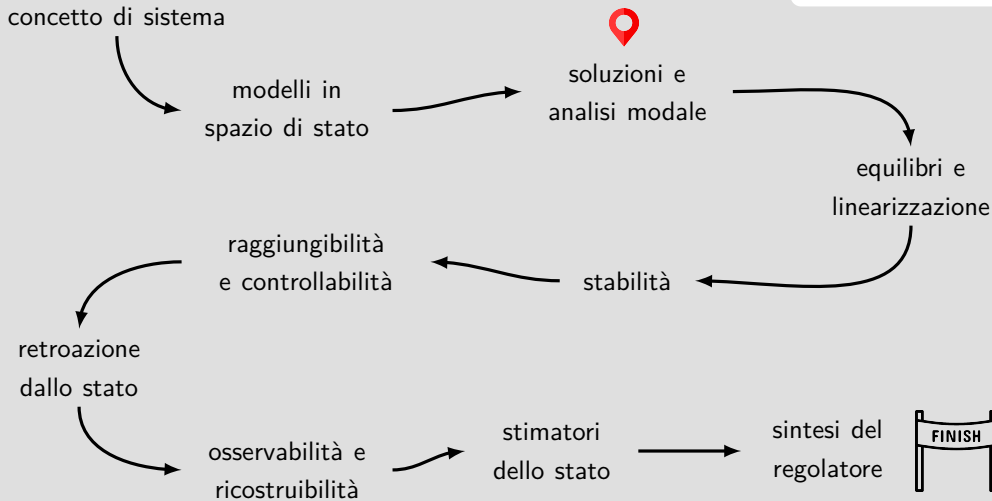 concetto di sistema
modelli in
spazio di stato
soluzioni e
analisi modale
equilibri e
linearizzazione
stabilità
raggiungibilità
e controllabilità
retroazione
dallo stato
osservabilità e
ricostruibilità
stimatori
dello stato
sintesi del
regolatore
FINISH